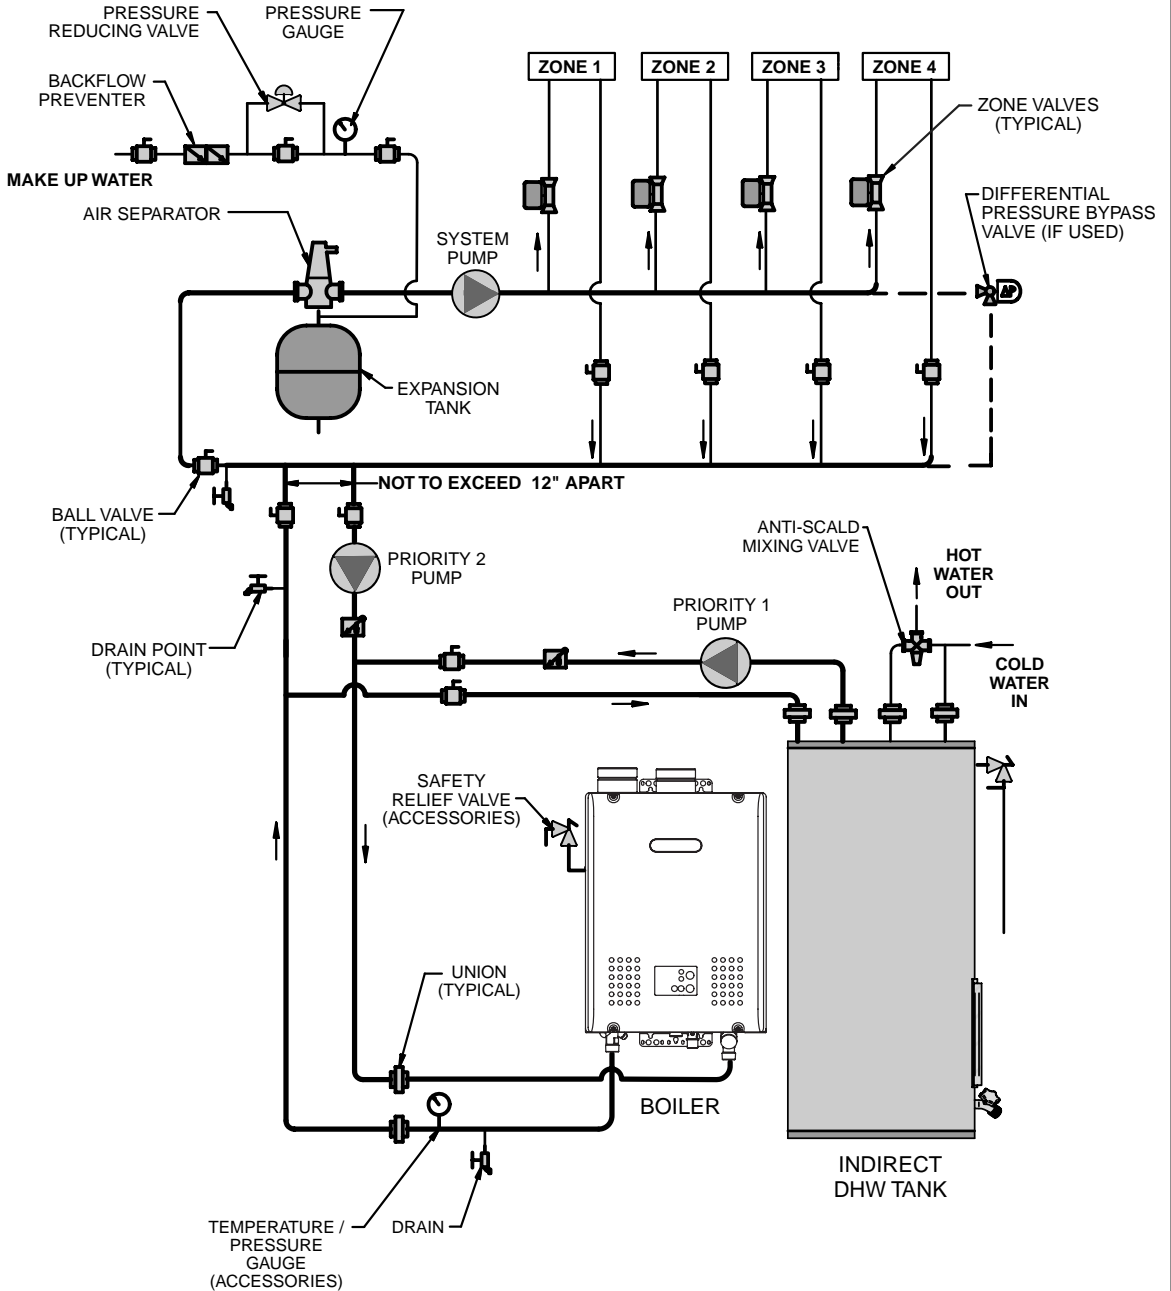 PRESSURE
REDUCING VALVE
PRESSURE
GAUGE
BACKFLOW
PREVENTER
MAKE UP WATER
AIR SEPARATOR
SYSTEM
PUMP
ZONE 1
ZONE 2
ZONE 3
ZONE 4
ZONE VALVES
(TYPICAL)
DIFFERENTIAL
PRESSURE BYPASS
VALVE (IF USED)
ΔP
EXPANSION
TANK
NOT TO EXCEED 12" APART
BALL VALVE
(TYPICAL)
PRIORITY 2
PUMP
ANTI-SCALD
MIXING VALVE
HOT
WATER
OUT
DRAIN POINT
(TYPICAL)
PRIORITY 1
PUMP
COLD
WATER
IN
SAFETY
RELIEF VALVE
(ACCESSORIES)
UNION
(TYPICAL)
BOILER
INDIRECT
DHW TANK
TEMPERATURE /
PRESSURE
GAUGE
(ACCESSORIES)
DRAIN